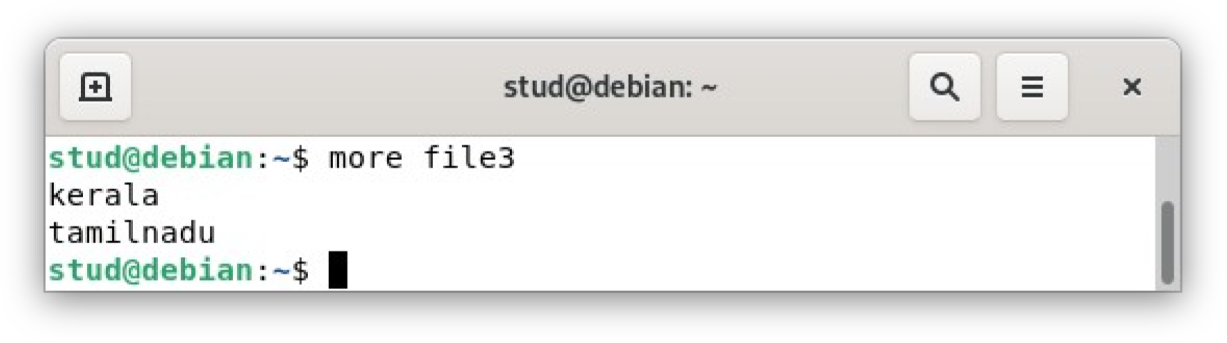 stud@debian: ~
stud@debian:~$ more file3
kerala
tamilnadu
stud@debian:~$